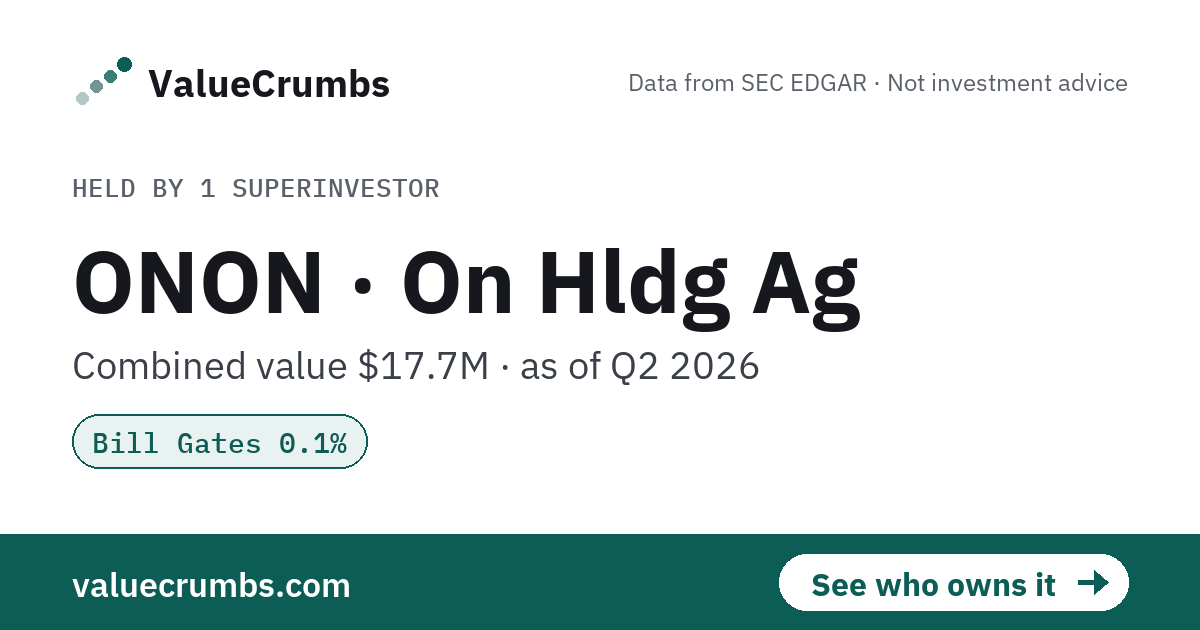 ValueCrumbs
Data from SEC EDGAR · Not investment advice
HELD BY 1 SUPERINVESTOR
ONON · On Hldg Ag
Combined value $17.7M · as of Q2 2026
Bill Gates 0.1%
valuecrumbs.com
See who owns it →